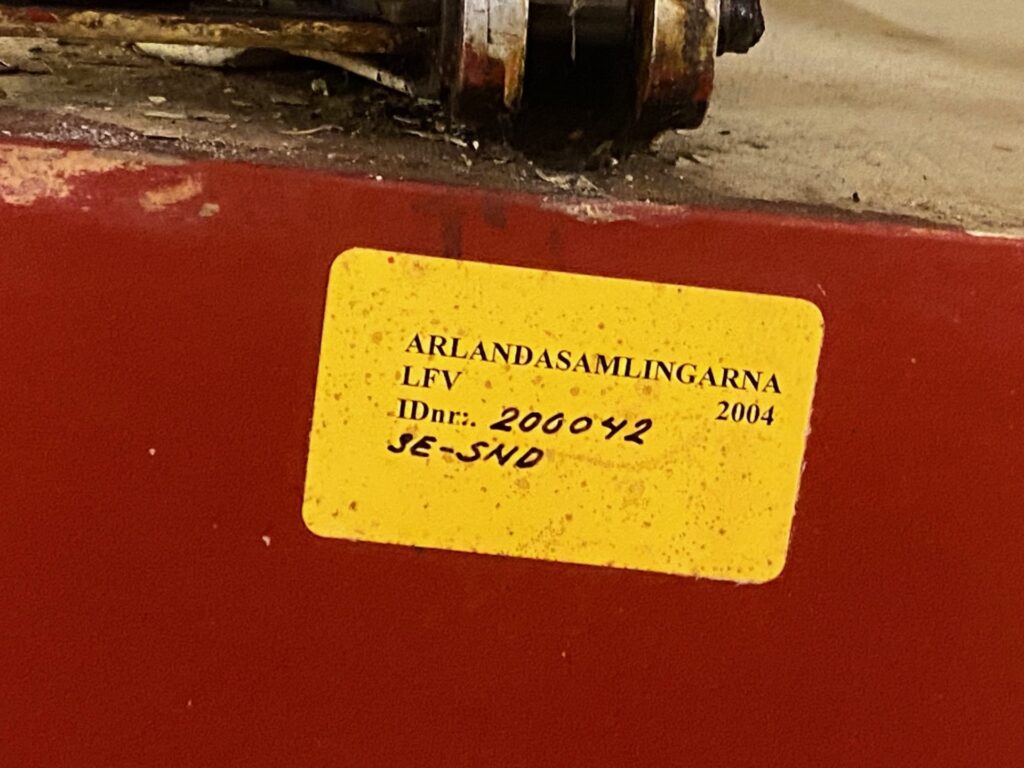 ARLANDASAMLINGARNA
LFV 2004
IDnr:. 200042
SE-SND